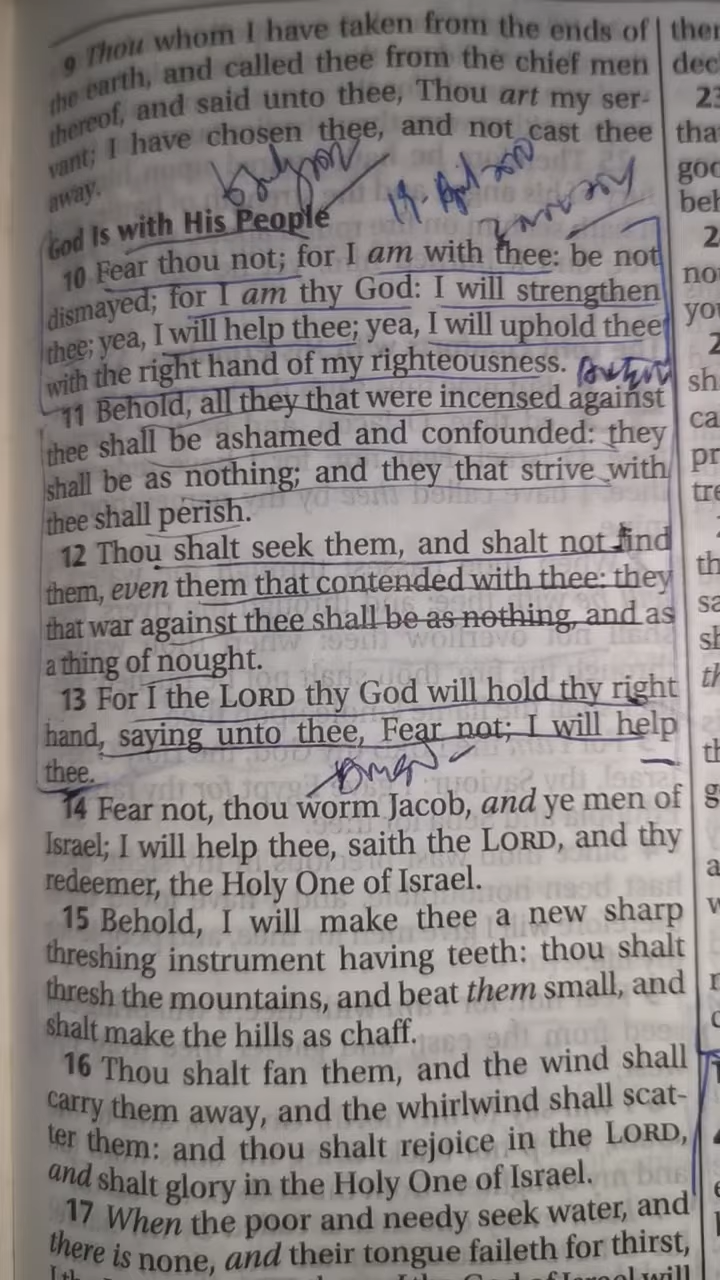 9 Thou whom I have taken from the ends of
the earth, and called thee from the chief men
thereof, and said unto thee, Thou art my ser-
vant; I have chosen thee, and not cast thee
away.
God Is with His People
10 Fear thou not; for I am with thee: be not
dismayed; for I am thy God: I will strengthen
thee; yea, I will help thee; yea, I will uphold thee
with the right hand of my righteousness.
11 Behold, all they that were incensed against
thee shall be ashamed and confounded: they
shall be as nothing; and they that strive with
thee shall perish.
12 Thou shalt seek them, and shalt not find
them, even them that contended with thee: they
that war against thee shall be as nothing, and as
a thing of nought.
13 For I the LORD thy God will hold thy right
hand, saying unto thee, Fear not; I will help
thee.
Amen
14 Fear not, thou worm Jacob, and ye men of
Israel; I will help thee, saith the LORD, and thy
redeemer, the Holy One of Israel.
15 Behold, I will make thee a new sharp
threshing instrument having teeth: thou shalt
thresh the mountains, and beat them small, and
shalt make the hills as chaff.
16 Thou shalt fan them, and the wind shall
carry them away, and the whirlwind shall scat-
ter them: and thou shalt rejoice in the LORD,
and shalt glory in the Holy One of Israel.
17 When the poor and needy seek water, and
there is none, and their tongue faileth for thirst,